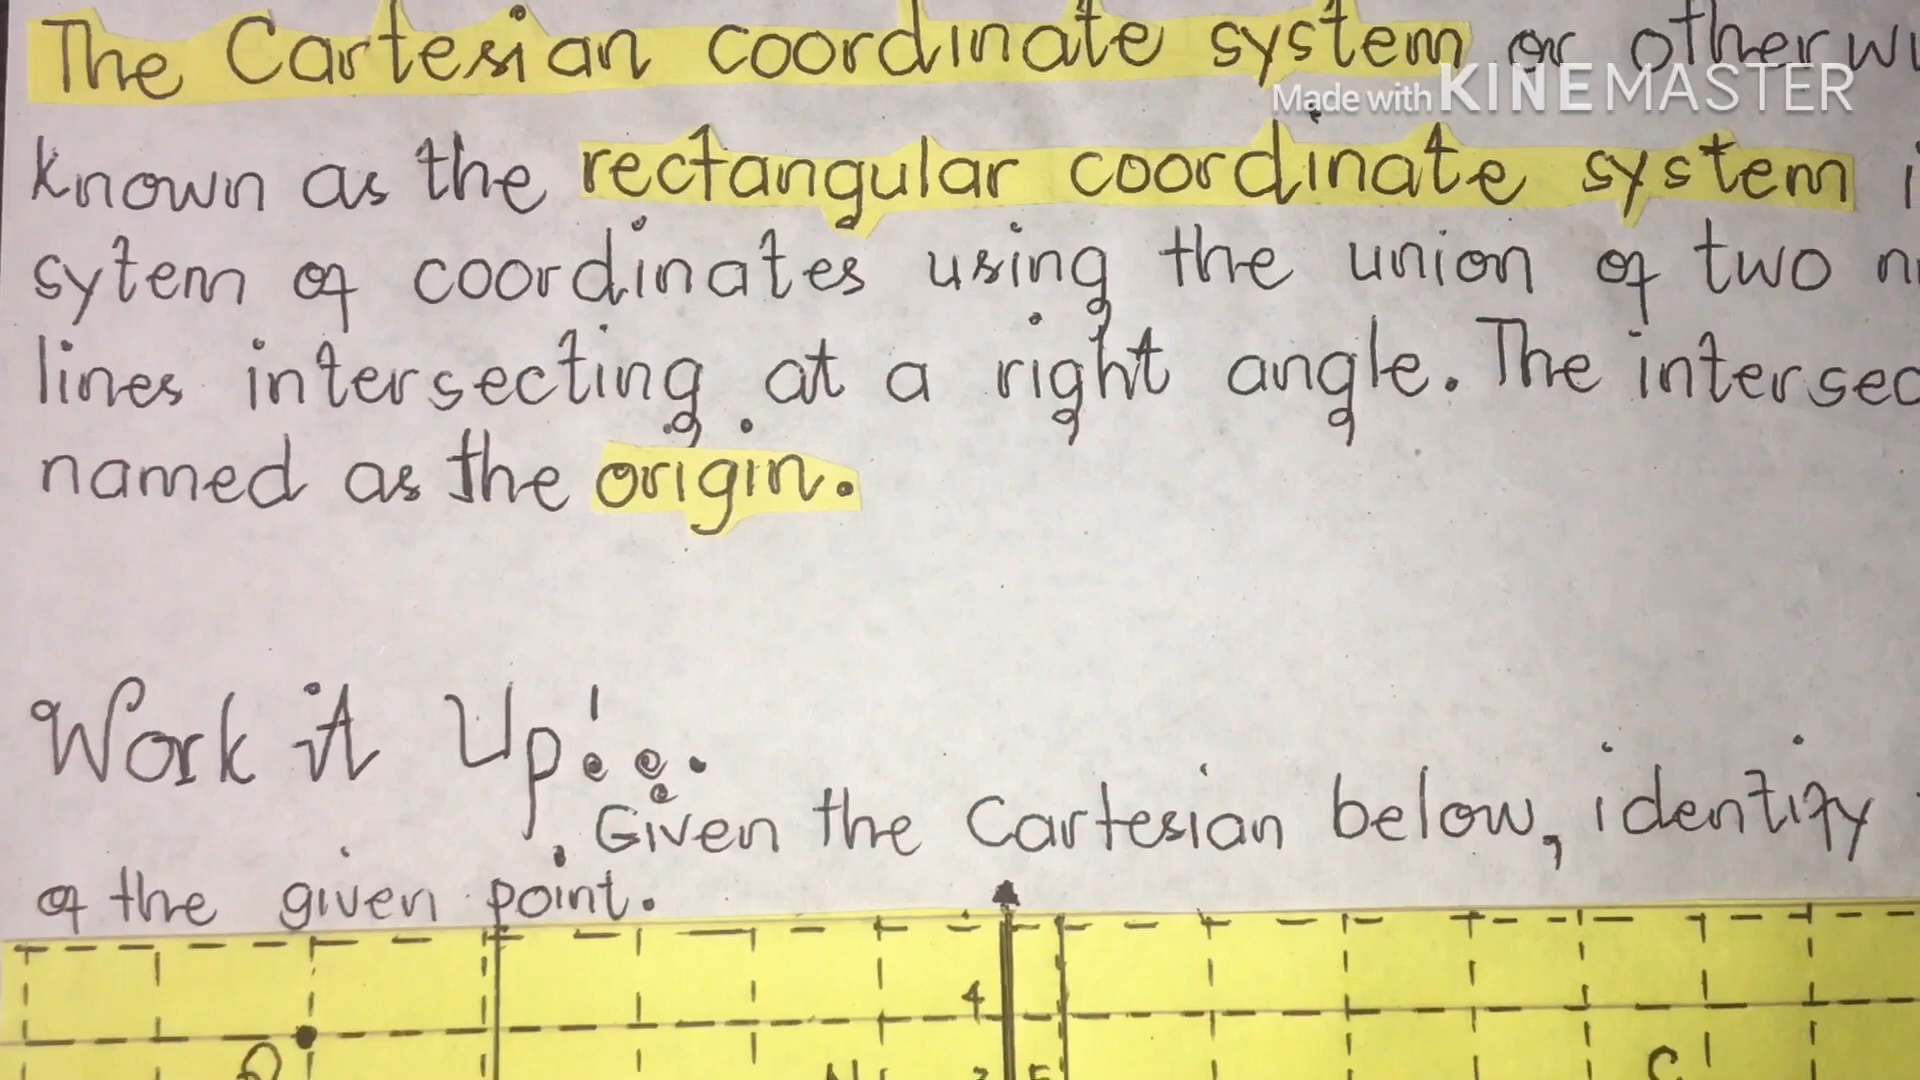 The Cartesian coordinate system or otherwi
Made with KINEMASTER
known as the rectangular coordinate system i
sytem of coordinates using the union of two n
lines intersecting at a right angle. The intersec
named as the origin.
Work it Up!...
Given the Cartesian below, identify
of the given point.
4
3
C